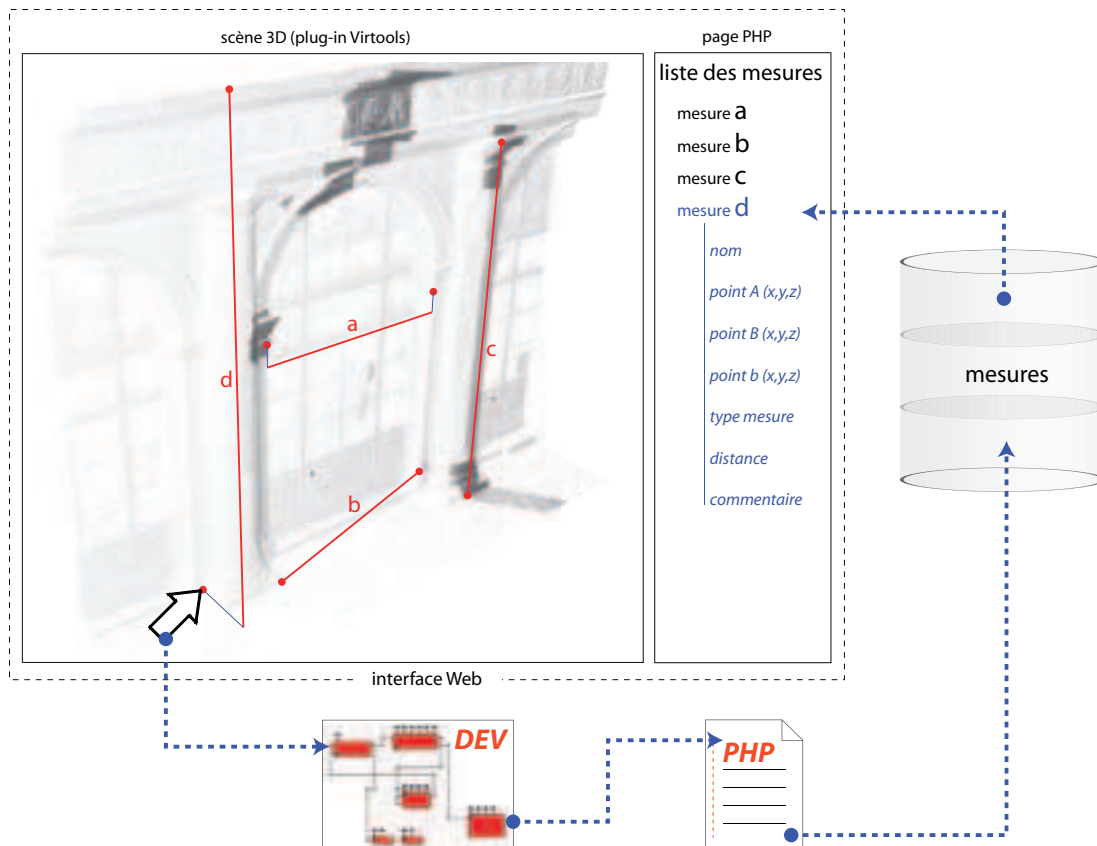 scène 3D (plug-in Virtools)
page PHP
liste des mesures
mesure a
mesure b
mesure c
mesure d
nom
point A (x,y,z)
point B (x,y,z)
point b (x,y,z)
type mesure
distance
commentaire
a
b
c
d
mesures
interface Web
DEV
PHP